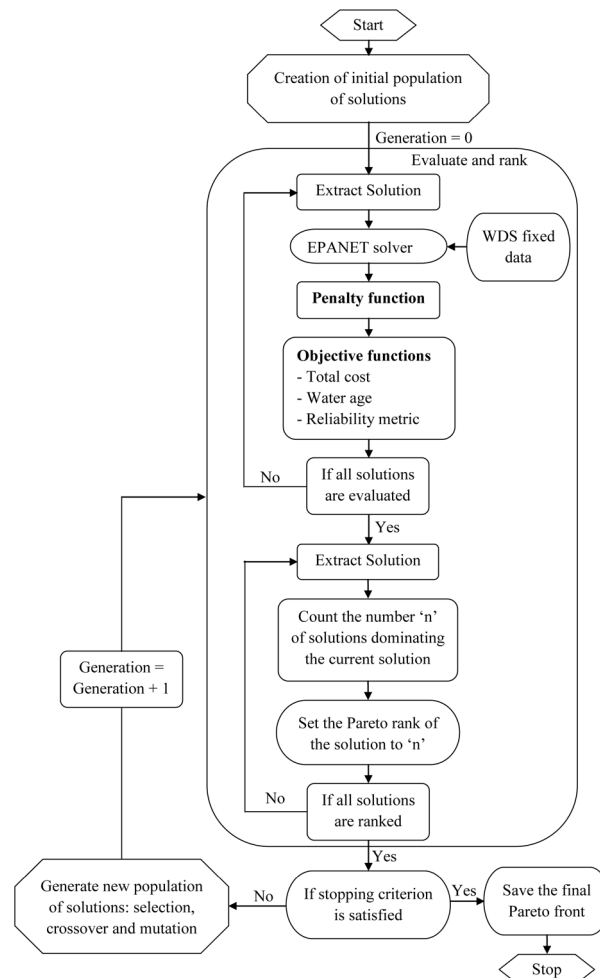 Start
Creation of initial population
of solutions
Generation = 0
Evaluate and rank
Extract Solution
EPANET solver
WDS fixed
data
Penalty function
Objective functions
- Total cost
- Water age
- Reliability metric
No
If all solutions
are evaluated
Yes
Extract Solution
Count the number ‘n’
of solutions dominating
the current solution
Generation =
Generation + 1
Set the Pareto rank of
the solution to ‘n’
No
If all solutions
are ranked
Yes
Generate new population
of solutions: selection,
crossover and mutation
No
If stopping criterion
is satisfied
Yes
Save the final
Pareto front
Stop